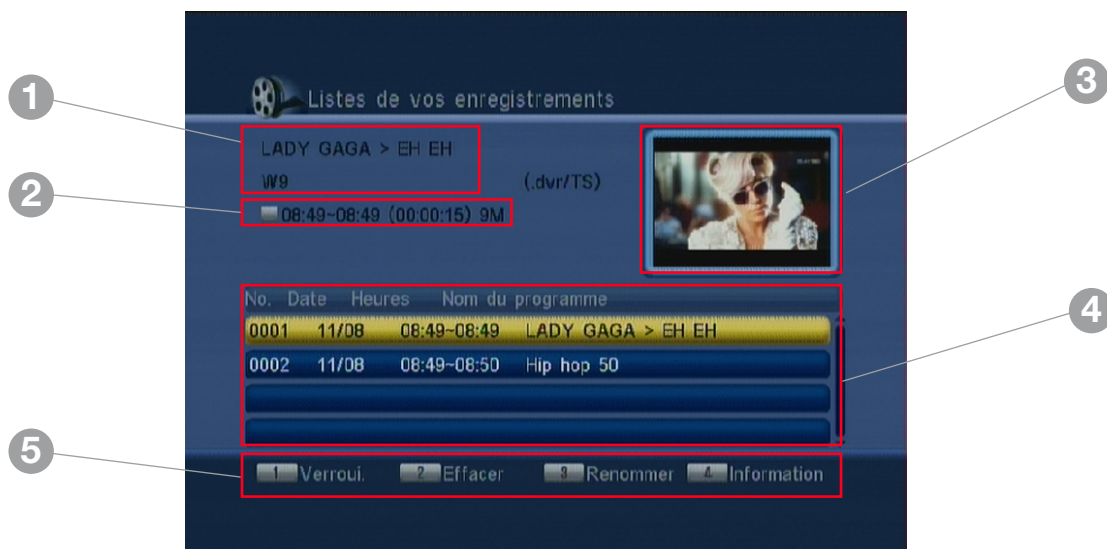 1
3
Listes de vos enregistrements
LADY GAGA > EH EH
W9 (.dvr/TS)
2
08:49~08:49 (00:00:15) 9M
No. Date Heures Nom du programme
0001 11/08 08:49~08:49 LADY GAGA > EH EH
4
0002 11/08 08:49~08:50 Hip hop 50
5
1 Verroui. 2 Effacer 3 Renommer 4 Information